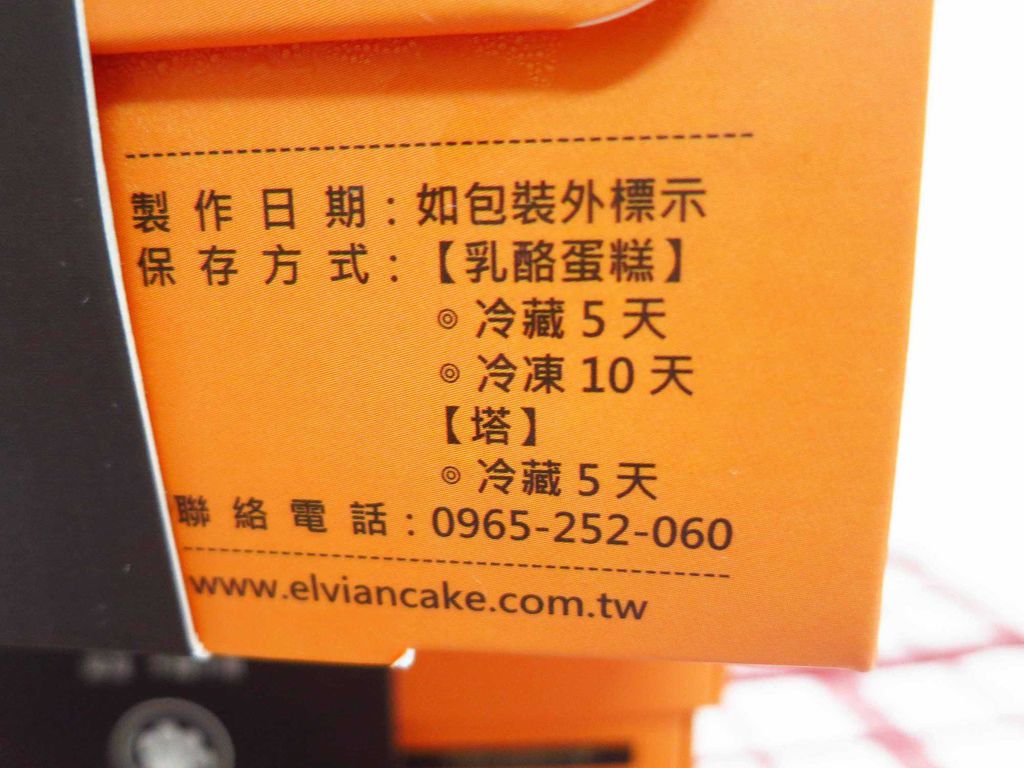 製作日期：如包裝外標示
保存方式：【乳酪蛋糕】
◎ 冷藏 5 天
◎ 冷凍 10 天
【塔】
◎ 冷藏 5 天
聯絡電話：0965-252-060
www.elviancake.com.tw